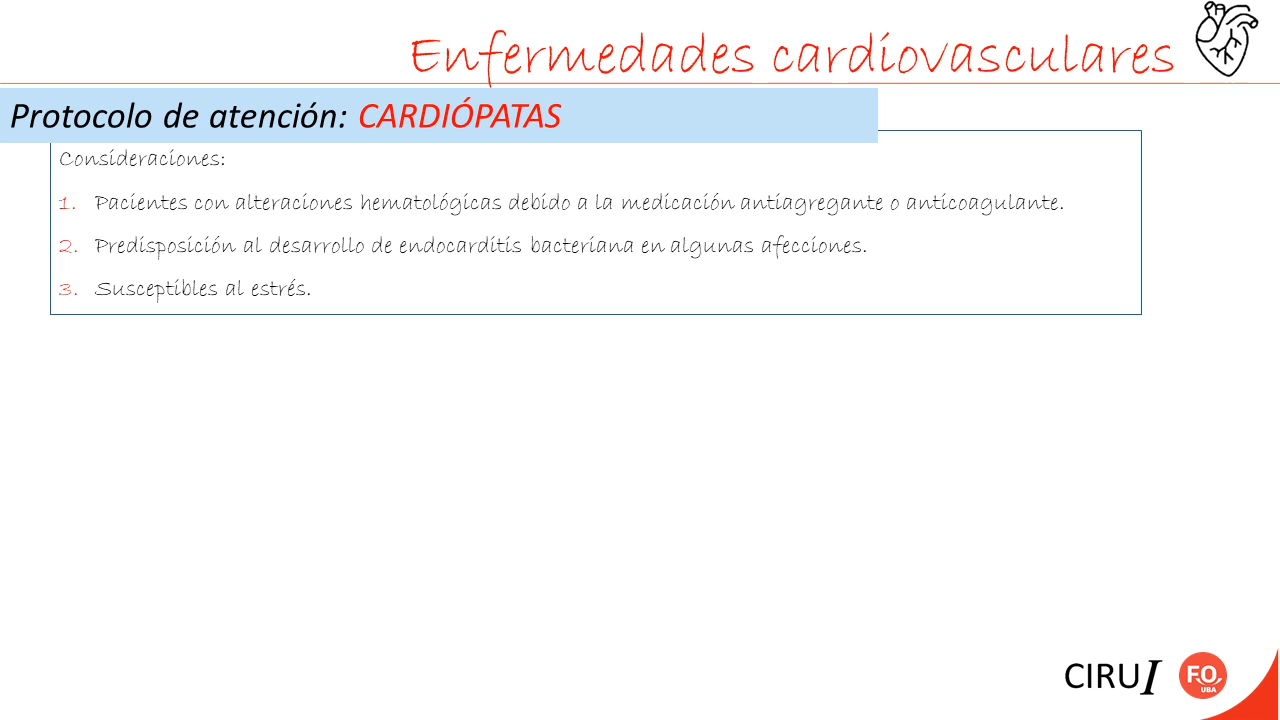 Enfermedades cardiovasculares
Protocolo de atención: CARDIÓPATAS
Consideraciones:
1. Pacientes con alteraciones hematológicas debido a la medicación antiagregante o anticoagulante.
2. Predisposición al desarrollo de endocarditis bacteriana en algunas afecciones.
3. Susceptibles al estrés.
CIRUI
F.O.
UBA